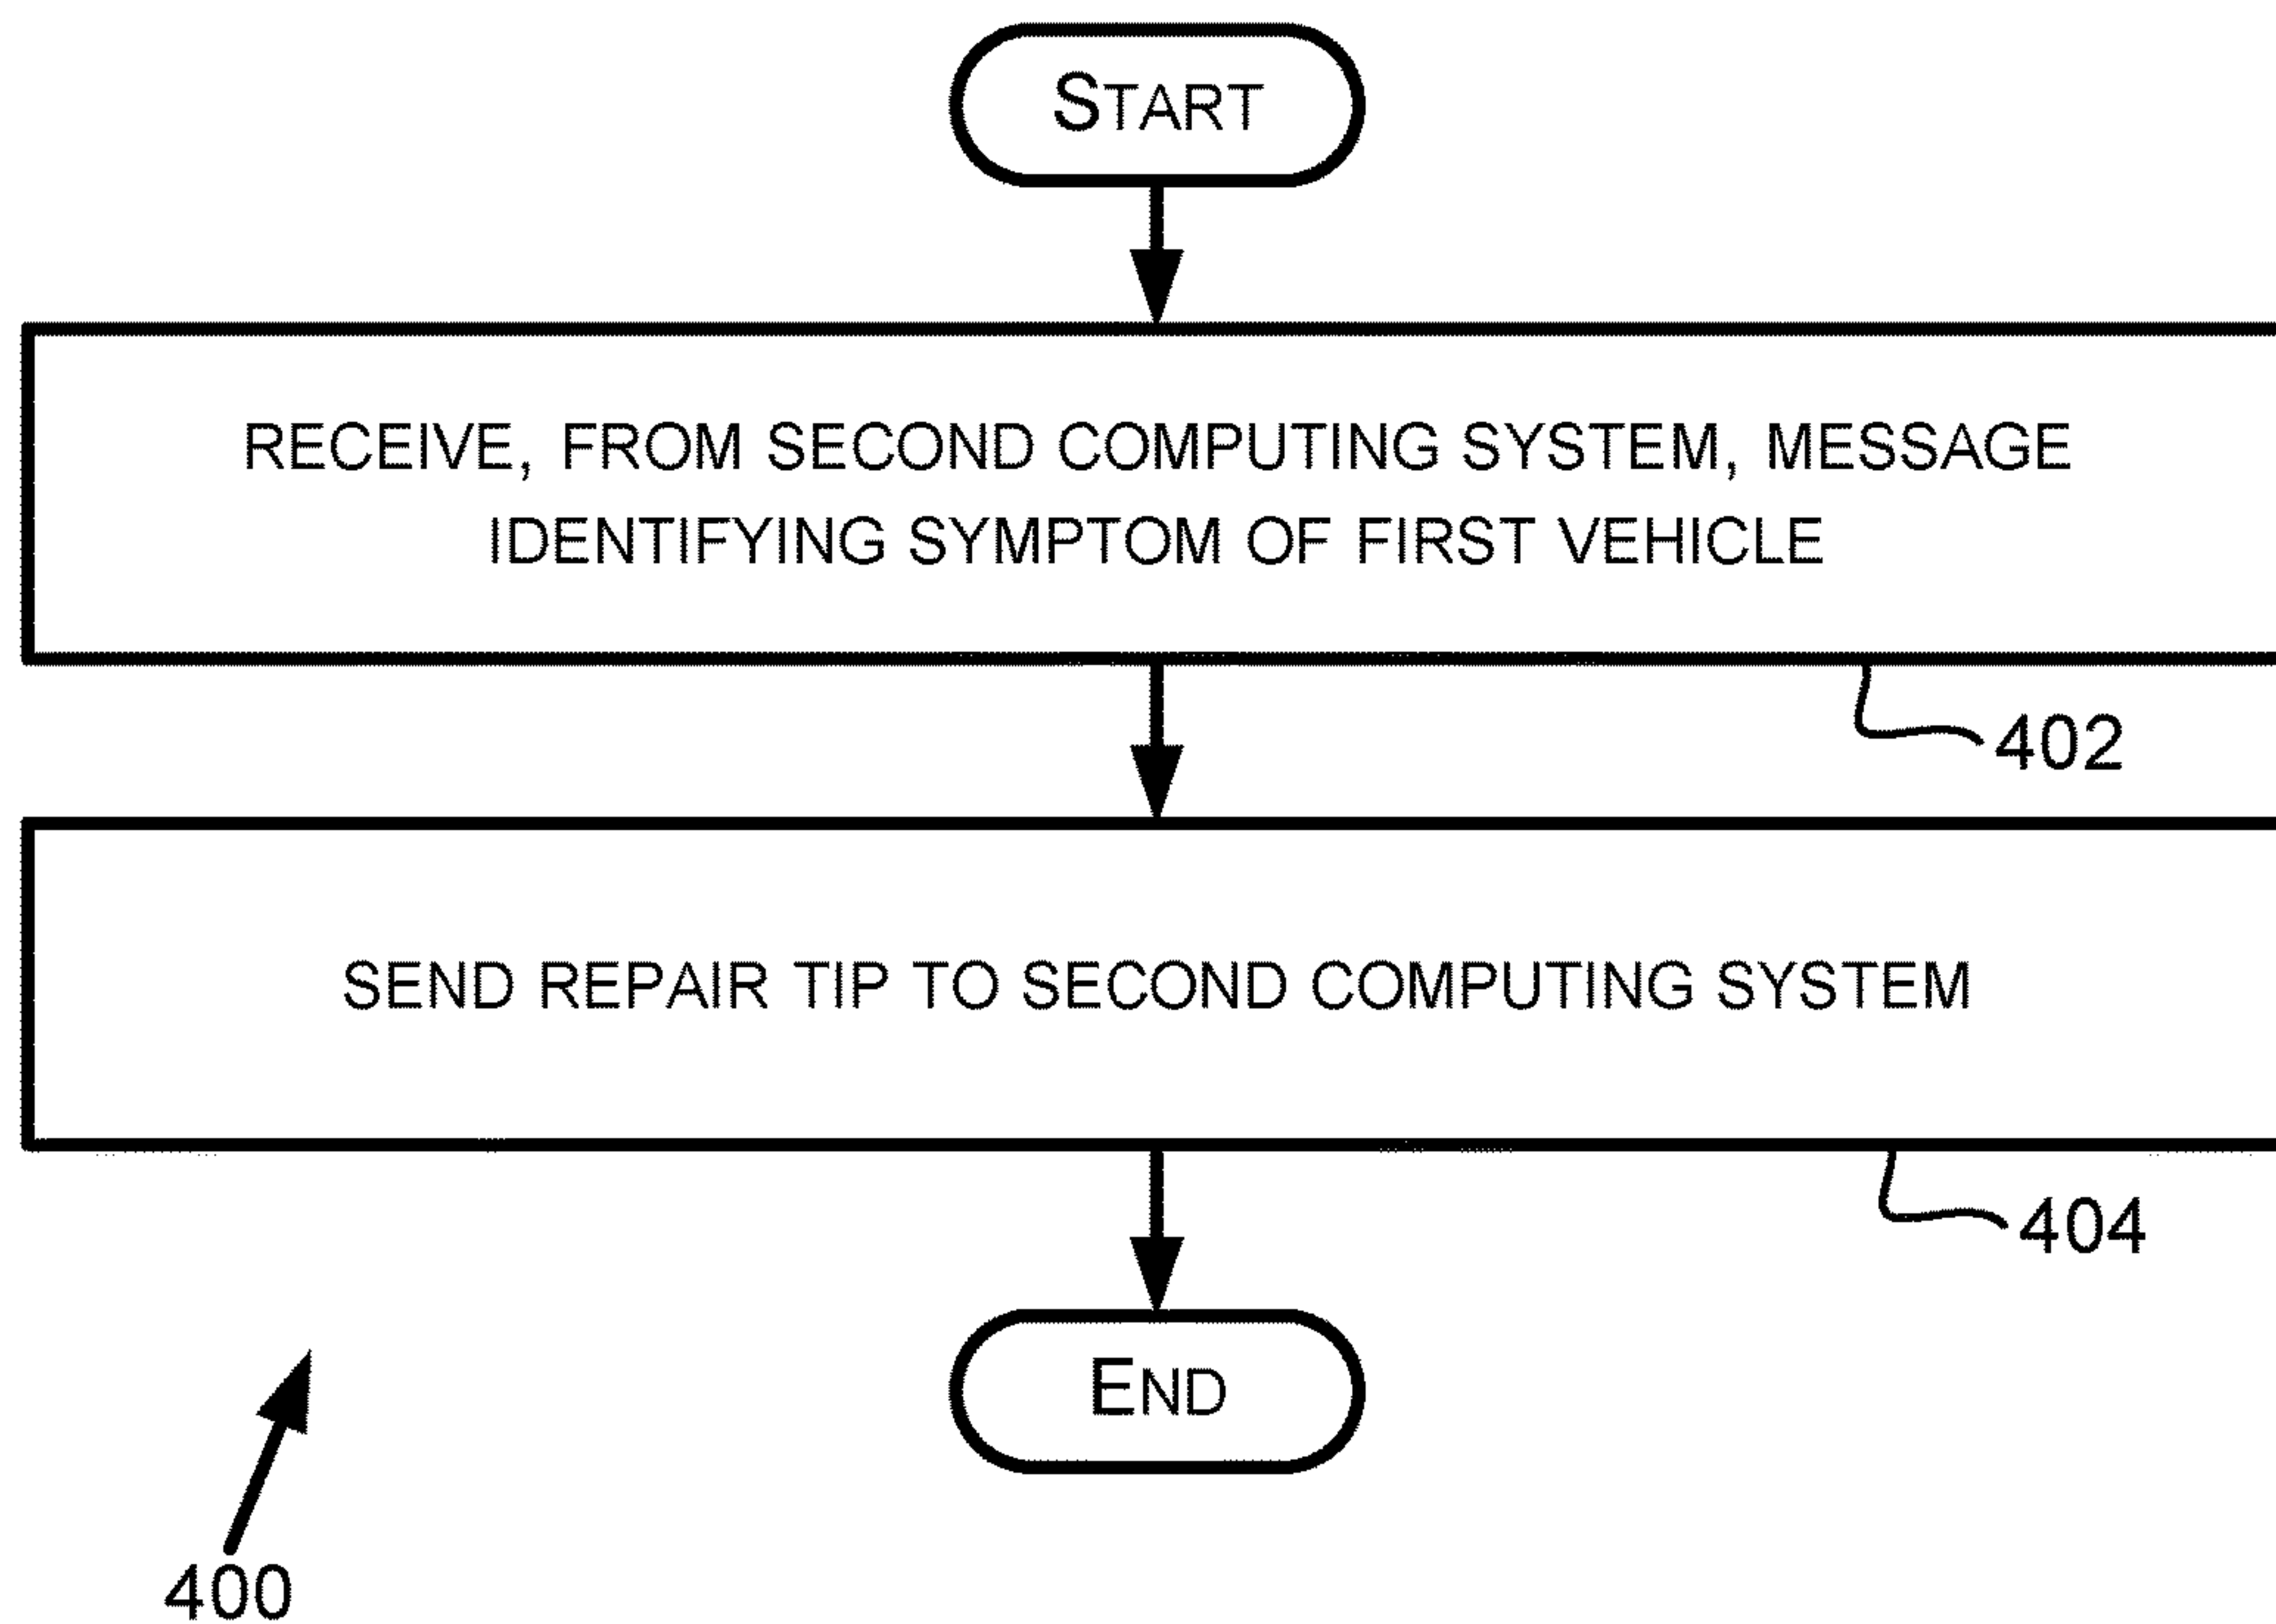 START
RECEIVE, FROM SECOND COMPUTING SYSTEM, MESSAGE
IDENTIFYING SYMPTOM OF FIRST VEHICLE
402
SEND REPAIR TIP TO SECOND COMPUTING SYSTEM
404
END
400